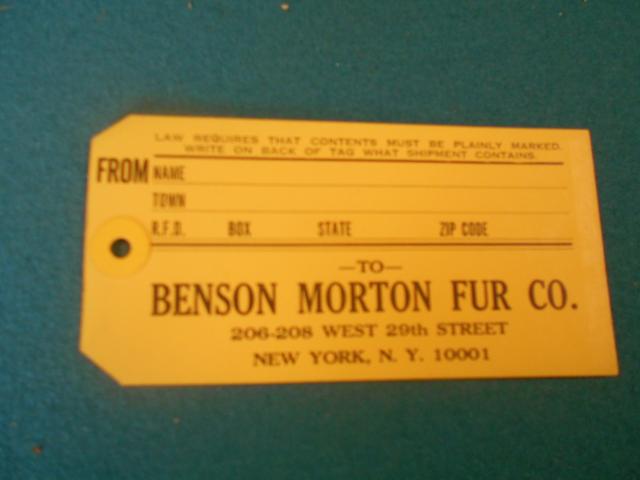 LAW REQUIRES THAT CONTENTS MUST BE PLAINLY MARKED.
WRITE ON BACK OF TAG WHAT SHIPMENT CONTAINS.
FROM NAME
TOWN
R.F.D. BOX STATE ZIP CODE
—TO—
BENSON MORTON FUR CO.
206-208 WEST 29th STREET
NEW YORK, N. Y. 10001